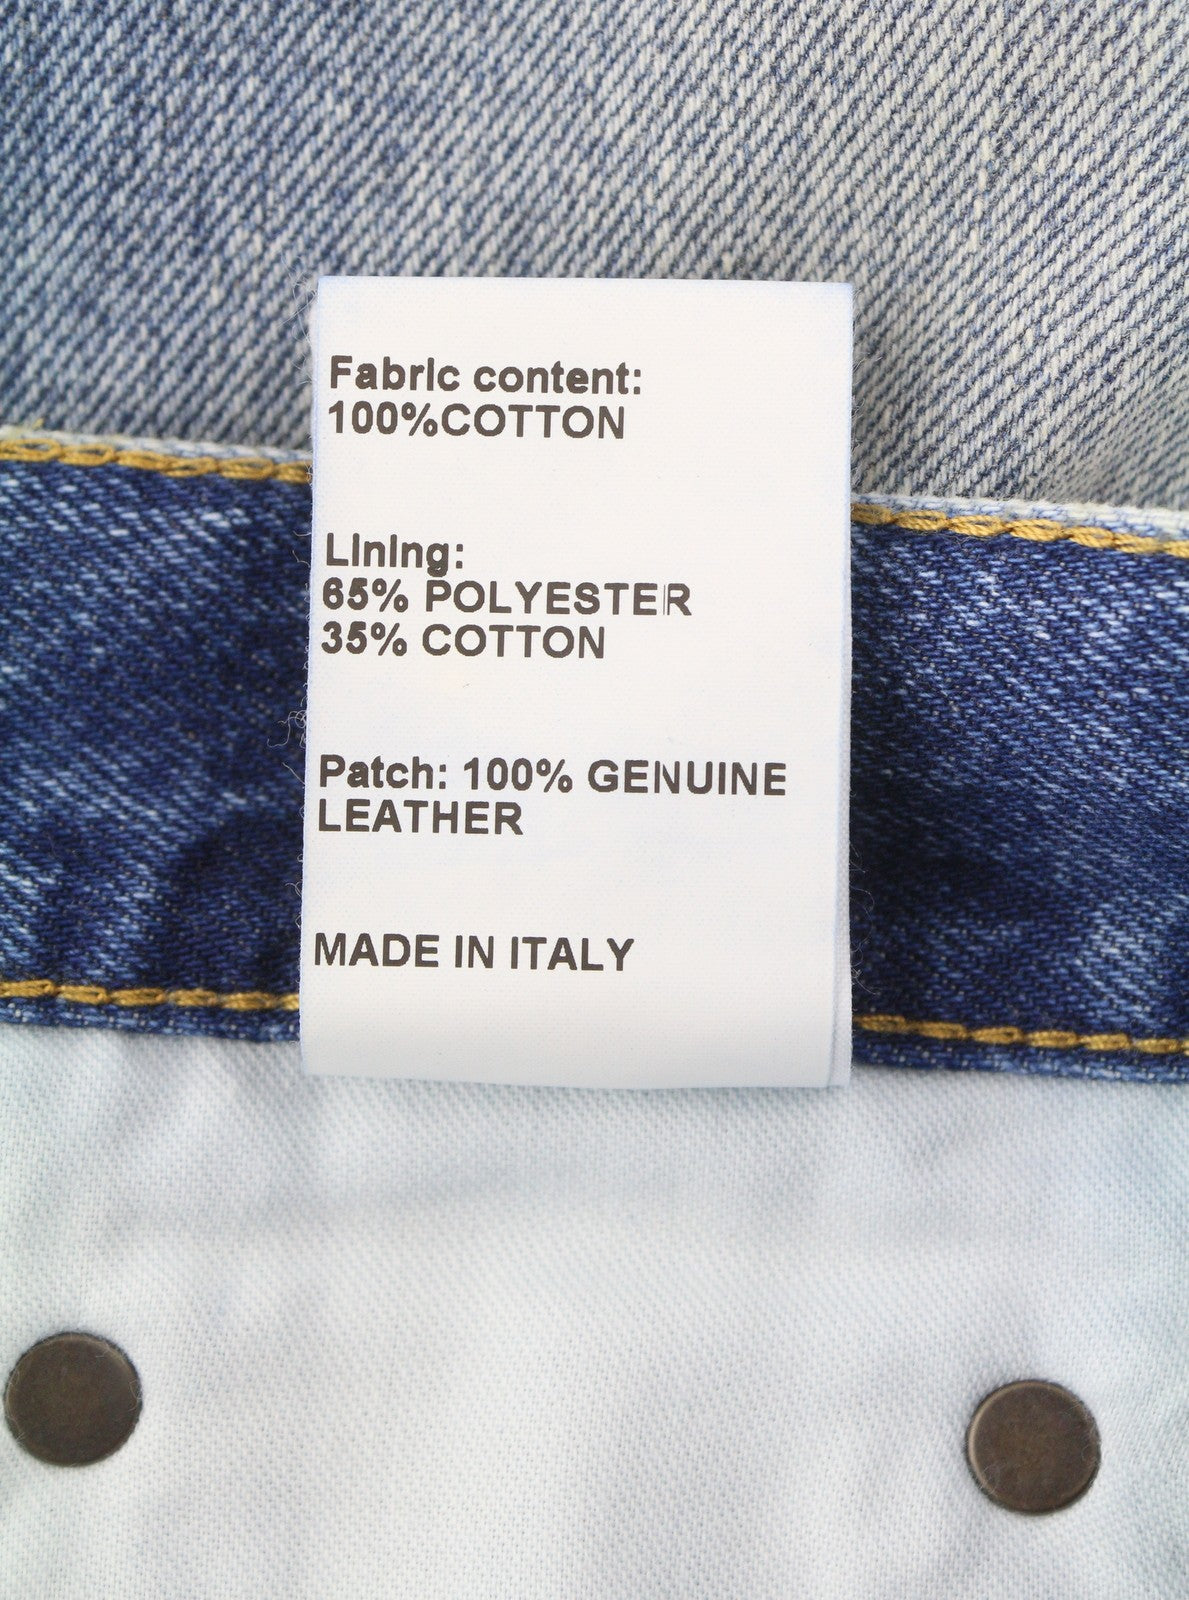 Fabric content:
100%COTTON
Lining:
65% POLYESTER
35% COTTON
Patch: 100% GENUINE
LEATHER
MADE IN ITALY